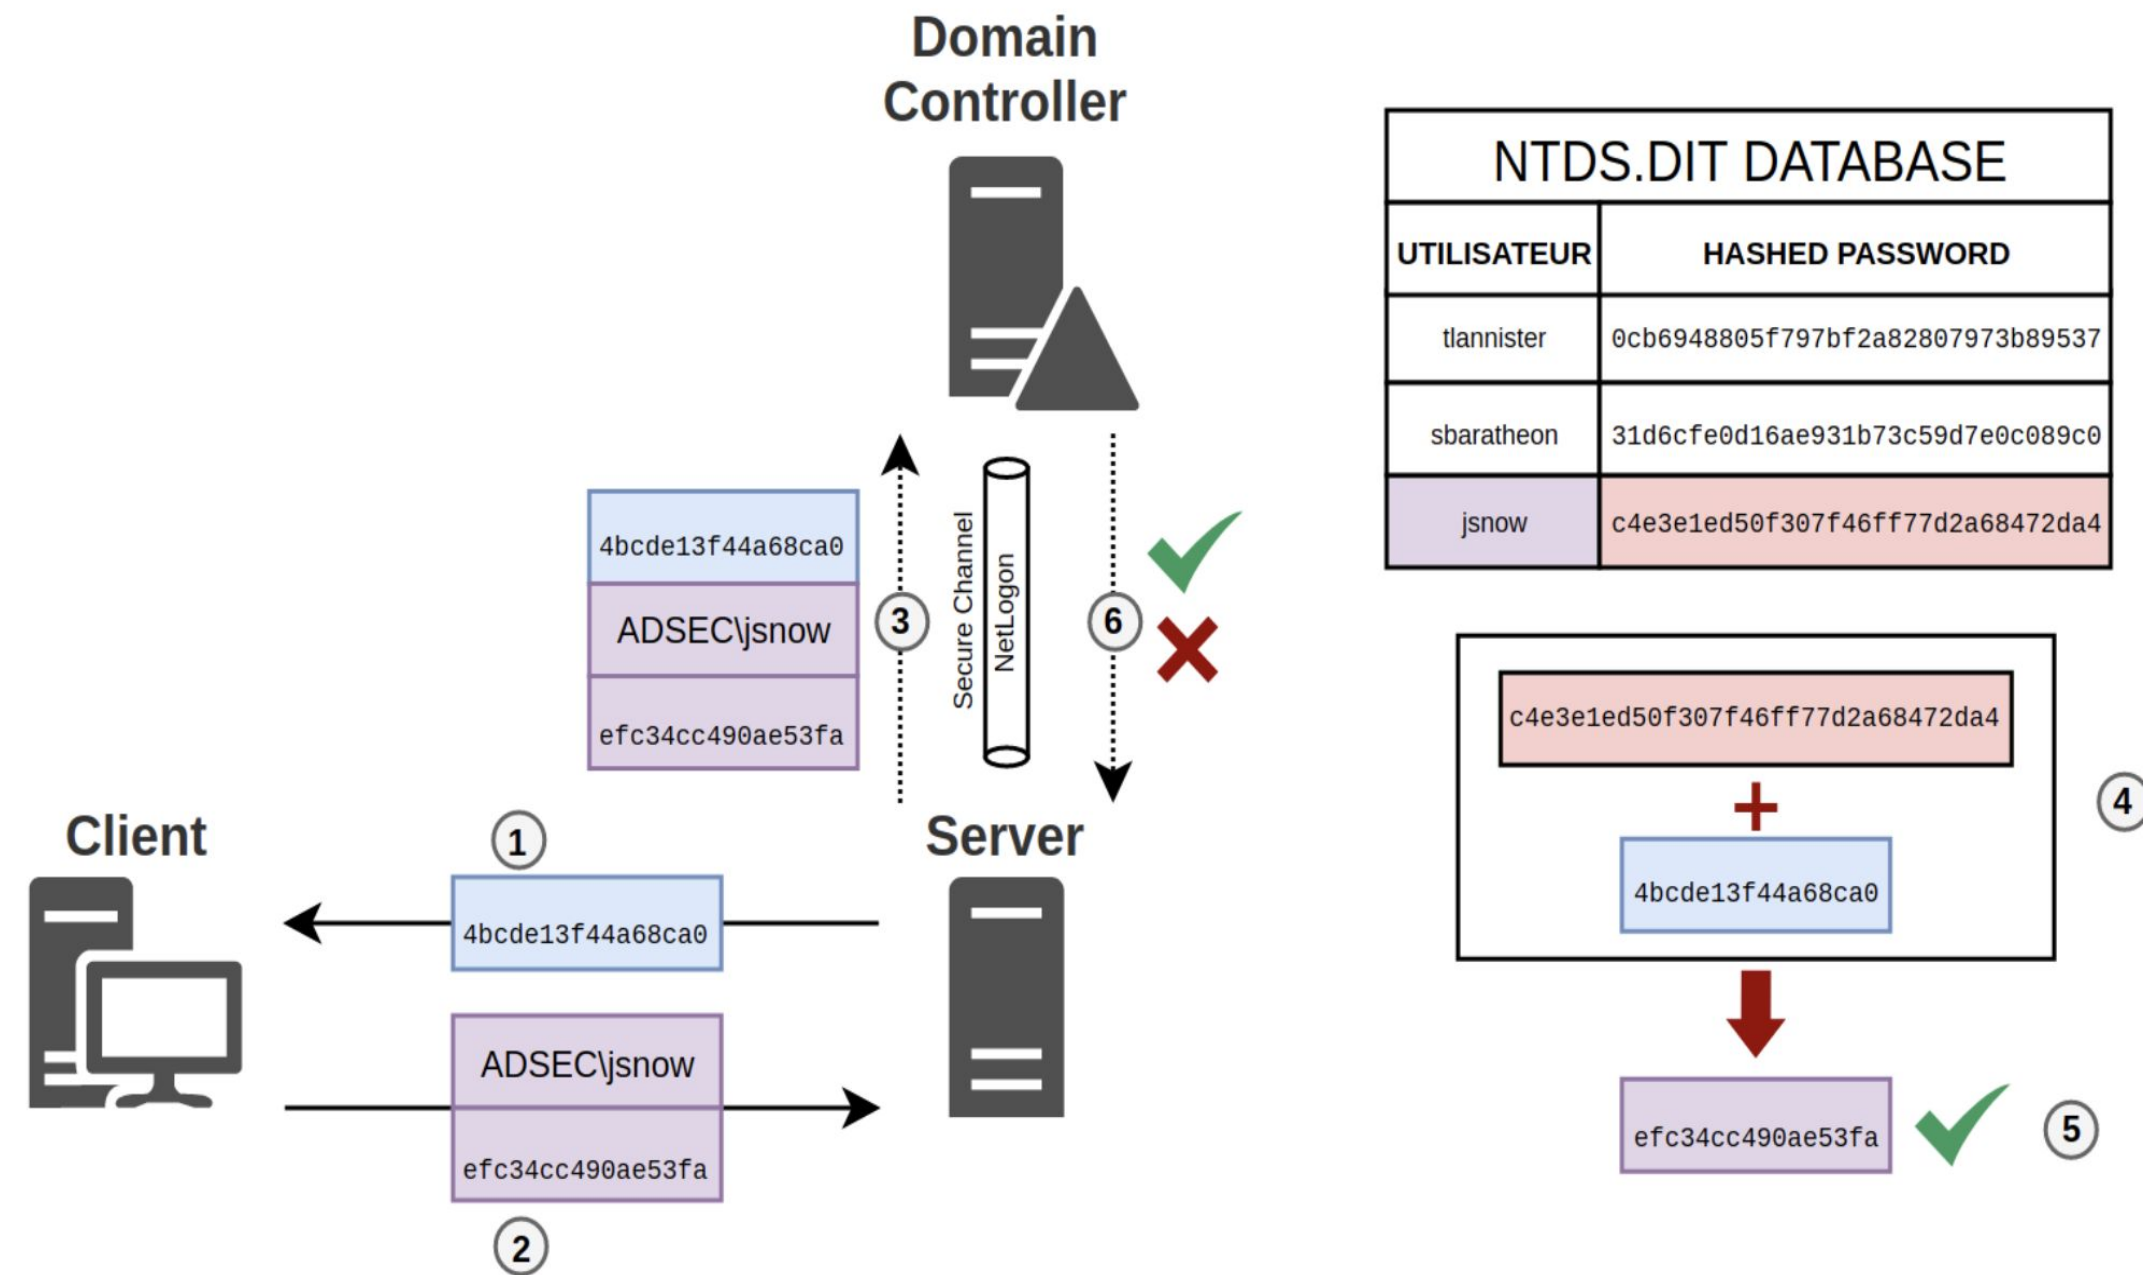 Domain
Controller
NTDS.DIT DATABASE
UTILISATEUR HASHED PASSWORD
tlannister 0cb6948805f797bf2a82807973b89537
sbaratheon 31d6cfe0d16ae931b73c59d7e0c089c0
jsnow c4e3e1ed50f307f46ff77d2a68472da4
4bcde13f44a68ca0
ADSEC\jsnow
efc34cc490ae53fa
3
Secure Channel
NetLogon
6
c4e3e1ed50f307f46ff77d2a68472da4
+
4bcde13f44a68ca0
4
efc34cc490ae53fa
5
Client
Server
1
4bcde13f44a68ca0
ADSEC\jsnow
efc34cc490ae53fa
2